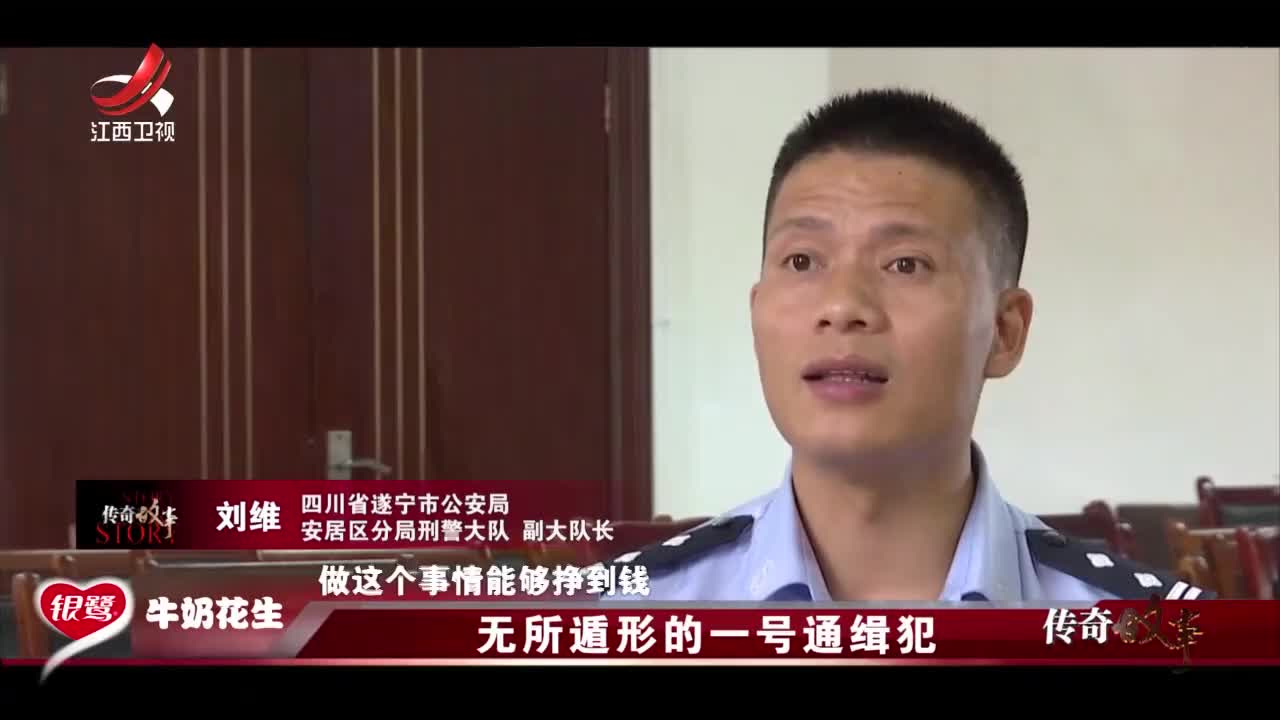 江西卫视
STORY
传奇故事
STORY
刘维
四川省遂宁市公安局
安居区分局刑警大队 副大队长
做这个事情能够挣到钱
银鹭
牛奶花生
无所遁形的一号通缉犯
传奇故事